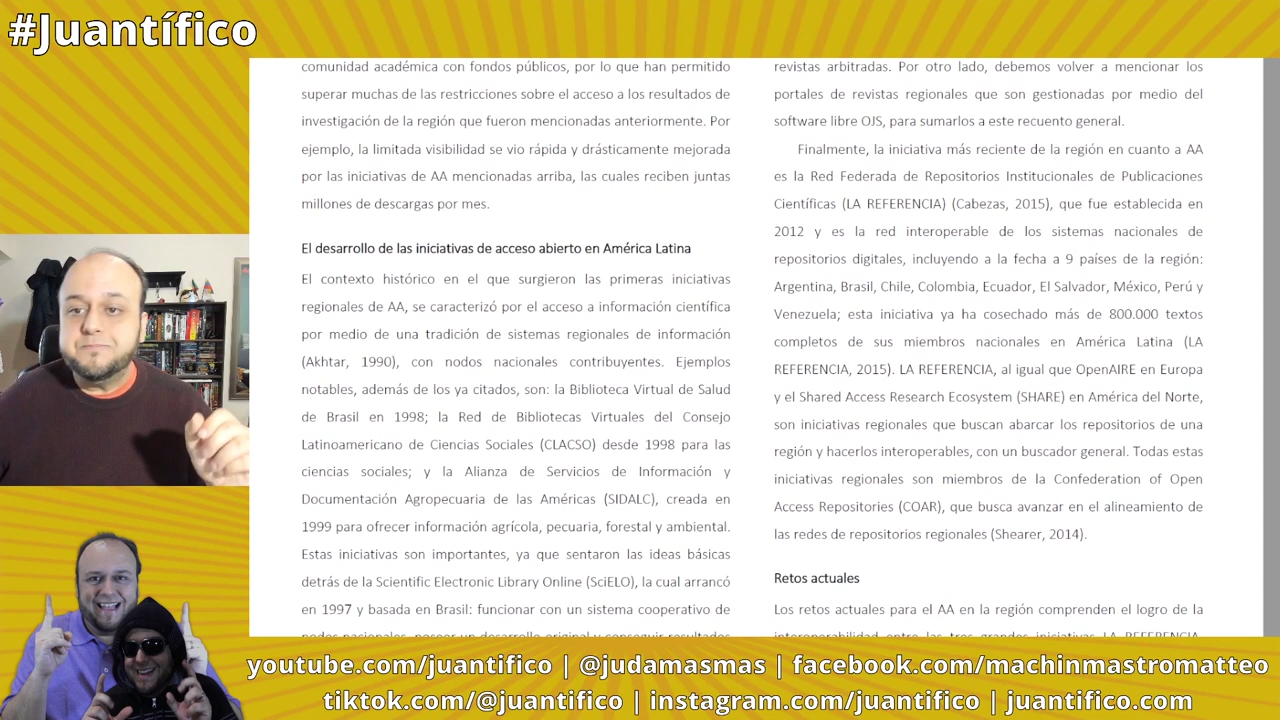 #Juantífico
comunidad académica con fondos públicos, por lo que han permitido
superar muchas de las restricciones sobre el acceso a los resultados de
investigación de la región que fueron mencionadas anteriormente. Por
ejemplo, la limitada visibilidad se vio rápida y drásticamente mejorada
por las iniciativas de AA mencionadas arriba, las cuales reciben juntas
millones de descargas por mes.
El desarrollo de las iniciativas de acceso abierto en América Latina
El contexto histórico en el que surgieron las primeras iniciativas
regionales de AA, se caracterizó por el acceso a información científica
por medio de una tradición de sistemas regionales de información
(Akhtar, 1990), con nodos nacionales contribuyentes. Ejemplos
notables, además de los ya citados, son: la Biblioteca Virtual de Salud
de Brasil en 1998; la Red de Bibliotecas Virtuales del Consejo
Latinoamericano de Ciencias Sociales (CLACSO) desde 1998 para las
ciencias sociales; y la Alianza de Servicios de Información y
Documentación Agropecuaria de las Américas (SIDALC), creada en
1999 para ofrecer información agrícola, pecuaria, forestal y ambiental.
Estas iniciativas son importantes, ya que sentaron las ideas básicas
detrás de la Scientific Electronic Library Online (SciELO), la cual arrancó
en 1997 y basada en Brasil: funcionar con un sistema cooperativo de
nodos nacionales, poseer un desarrollo original y conseguir resultados
revistas arbitradas. Por otro lado, debemos volver a mencionar los
portales de revistas regionales que son gestionadas por medio del
software libre OJS, para sumarlos a este recuento general.
Finalmente, la iniciativa más reciente de la región en cuanto a AA
es la Red Federada de Repositorios Institucionales de Publicaciones
Científicas (LA REFERENCIA) (Cabezas, 2015), que fue establecida en
2012 y es la red interoperable de los sistemas nacionales de
repositorios digitales, incluyendo a la fecha a 9 países de la región:
Argentina, Brasil, Chile, Colombia, Ecuador, El Salvador, México, Perú y
Venezuela; esta iniciativa ya ha cosechado más de 800.000 textos
completos de sus miembros nacionales en América Latina (LA
REFERENCIA, 2015). LA REFERENCIA, al igual que OpenAIRE en Europa
y el Shared Access Research Ecosystem (SHARE) en América del Norte,
son iniciativas regionales que buscan abarcar los repositorios de una
región y hacerlos interoperables, con un buscador general. Todas estas
iniciativas regionales son miembros de la Confederation of Open
Access Repositories (COAR), que busca avanzar en el alineamiento de
las redes de repositorios regionales (Shearer, 2014).
Retos actuales
Los retos actuales para el AA en la región comprenden el logro de la
interoperabilidad entre las tres grandes iniciativas LA REFERENCIA,
youtube.com/juantifico | @judamasmas | facebook.com/machinmastromatteo
tiktok.com/@juantifico | instagram.com/juantifico | juantifico.com